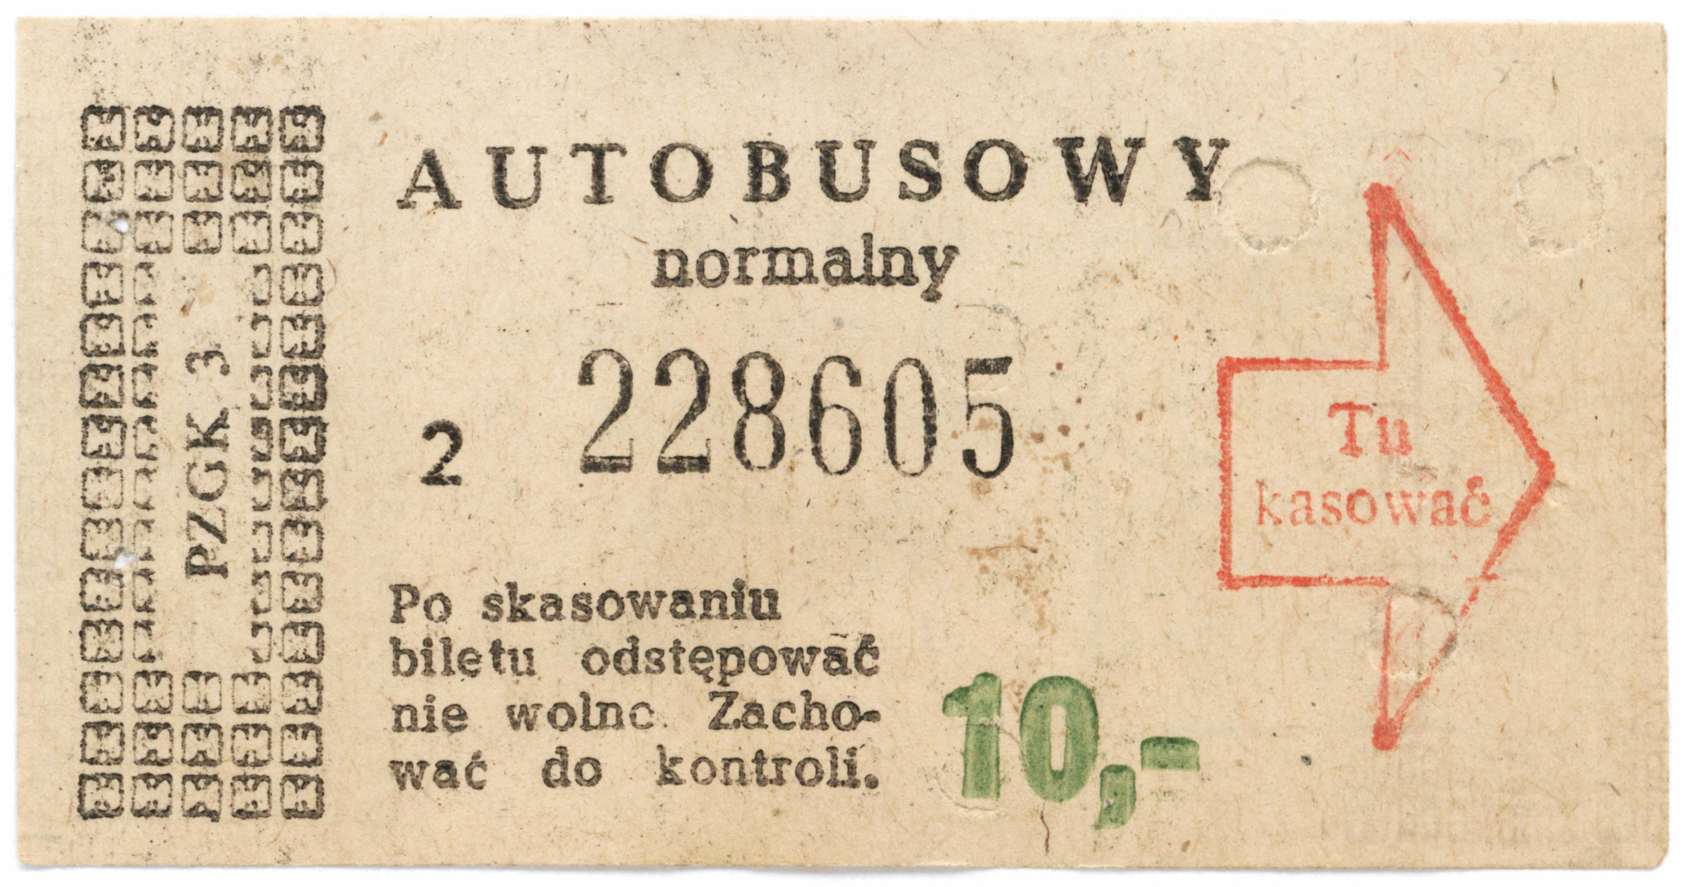 AUTOBUSOWY
normalny
PZGK 3
2 228605
Tu
kasować
Po skasowaniu
biletu odstępować
nie wolno. Zacho-
wać do kontroli.
10,-